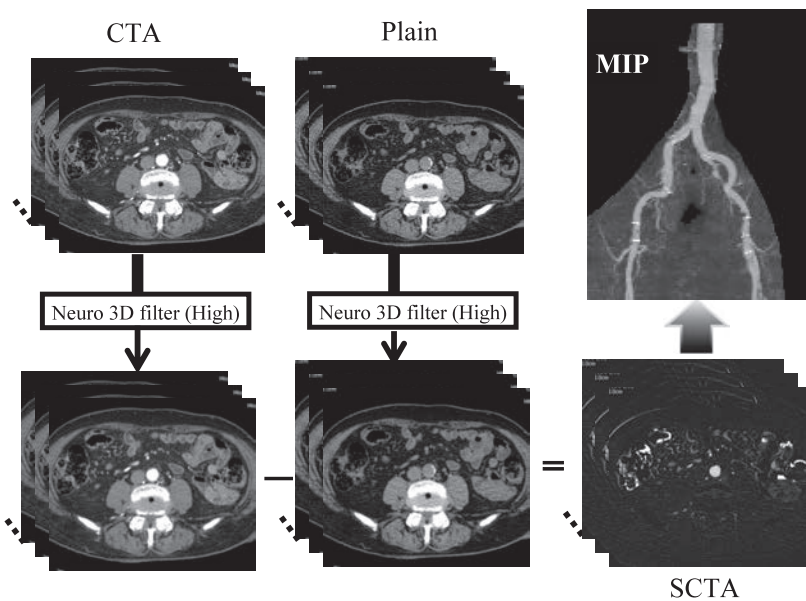 CTA
Plain
MIP
Neuro 3D filter (High)
Neuro 3D filter (High)
–
=
SCTA